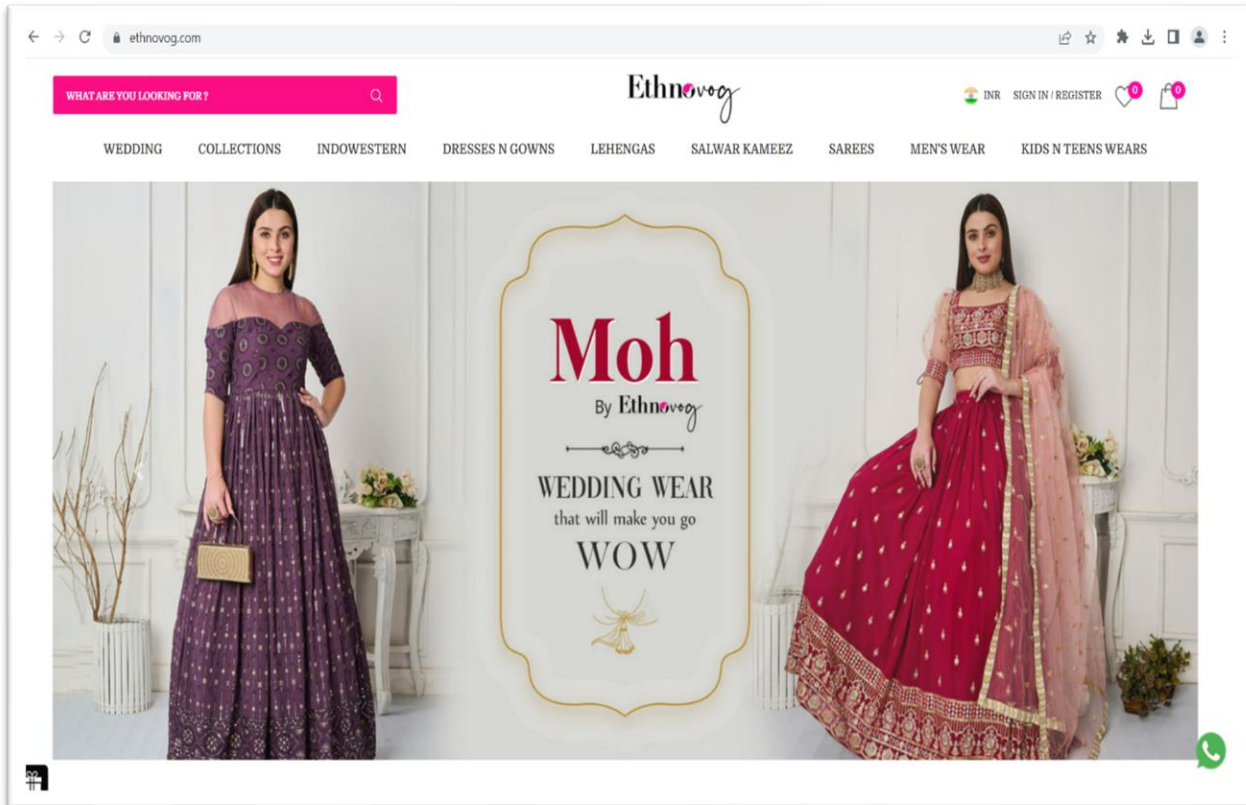 ethnovog.com
WHAT ARE YOU LOOKING FOR ?
Ethnovog
INR SIGN IN / REGISTER 0 0
WEDDING COLLECTIONS INDOWESTERN DRESSES N GOWNS LEHENGAS SALWAR KAMEEZ SAREES MEN'S WEAR KIDS N TEENS WEARS
Moh
By Ethnovog
WEDDING WEAR
that will make you go
WOW